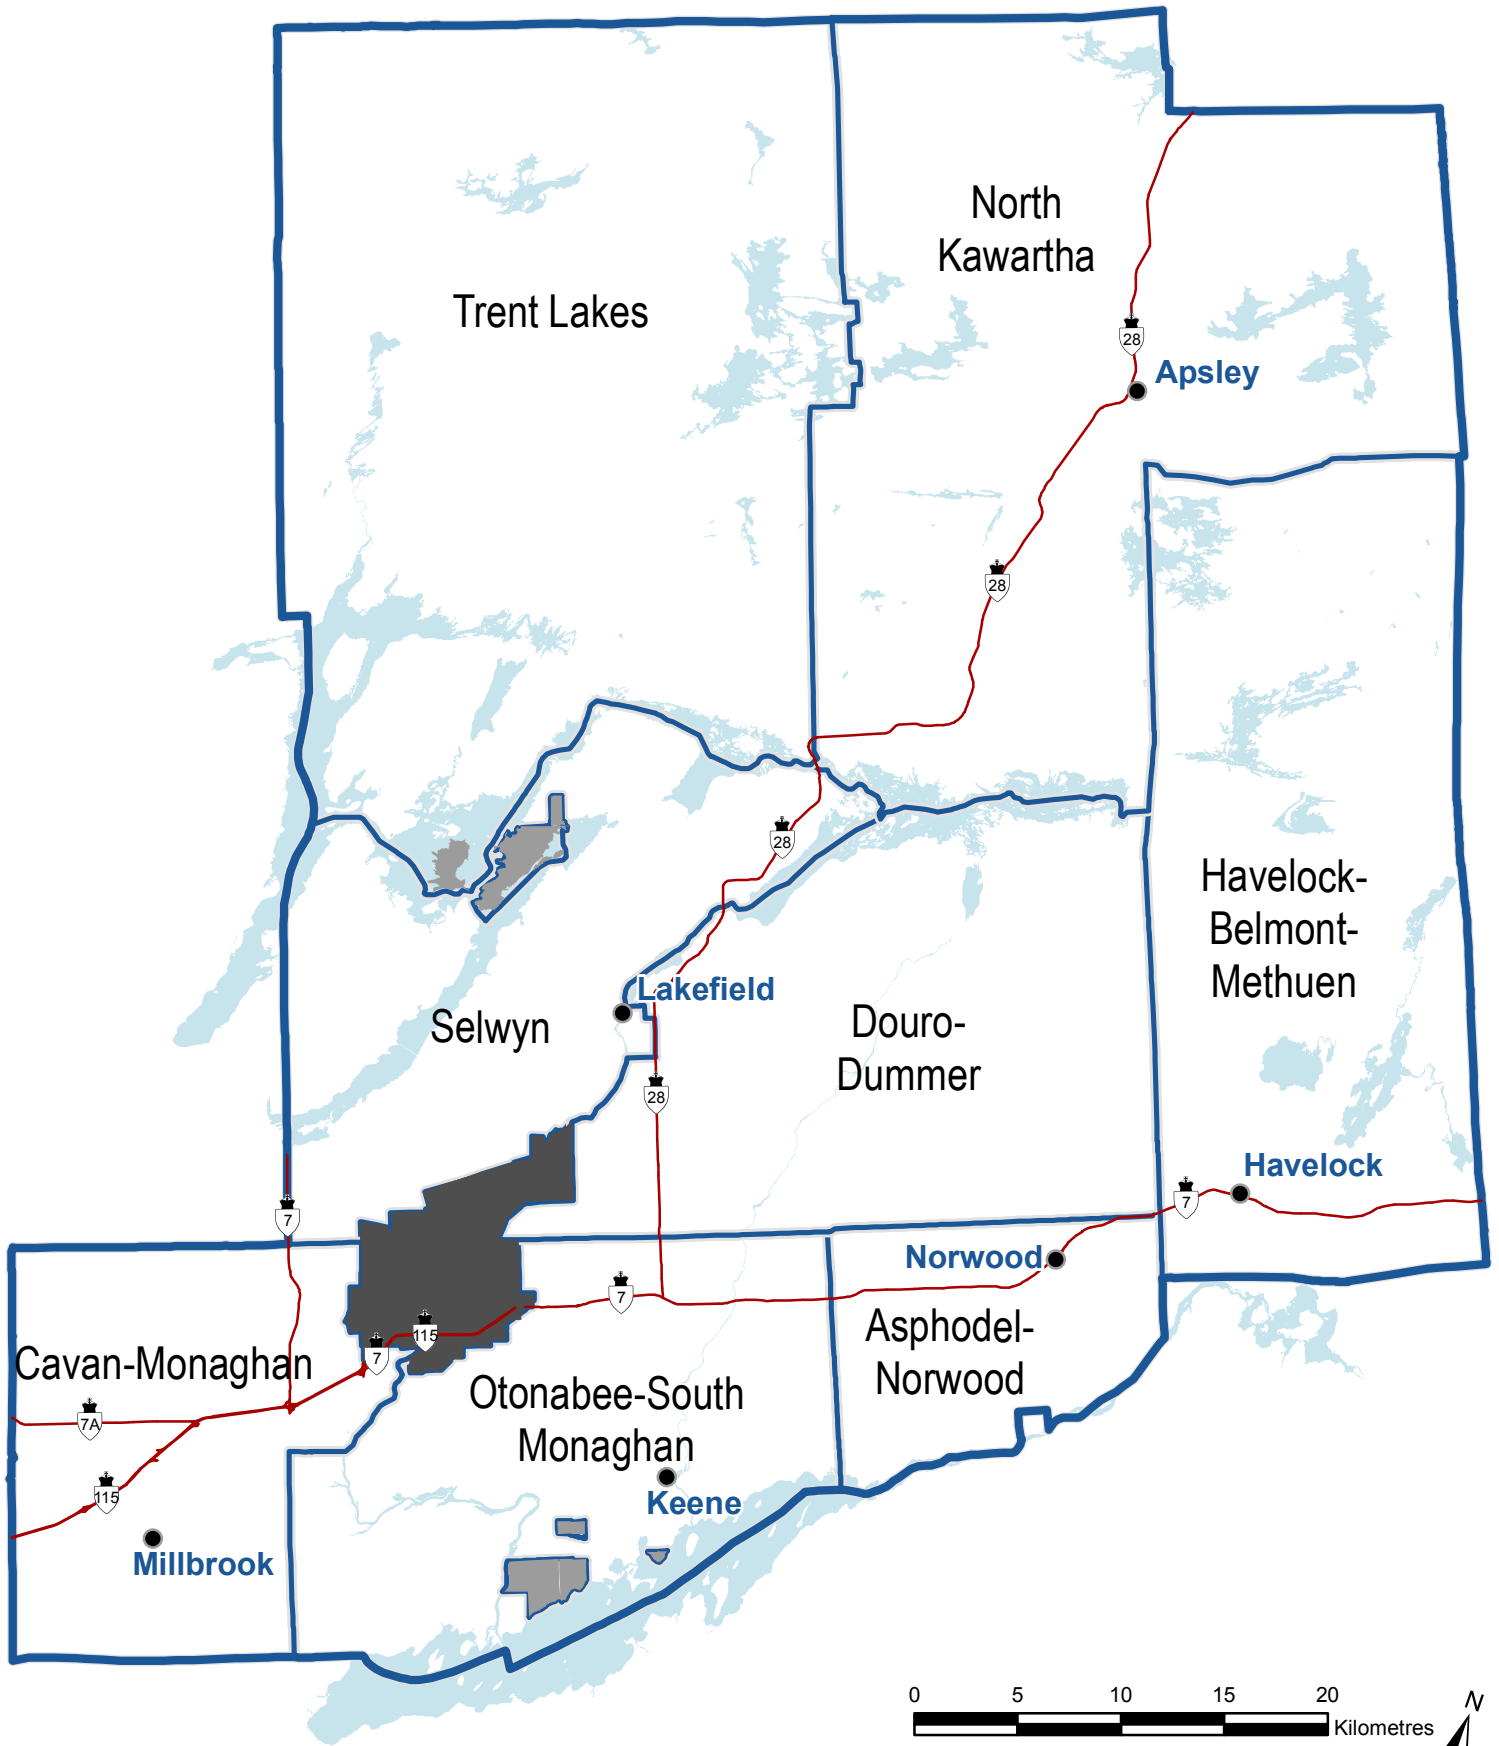 North
Kawartha
Trent Lakes
28
Apsley
28
28
Havelock-
Belmont-
Methuen
Lakefield
Selwyn
Douro-
Dummer
28
Havelock
7
7
Norwood
7
115
7
Asphodel-
Norwood
Cavan-Monaghan
Otonabee-South
Monaghan
7A
115
Keene
Millbrook
0 5 10 15 20
Kilometres
N